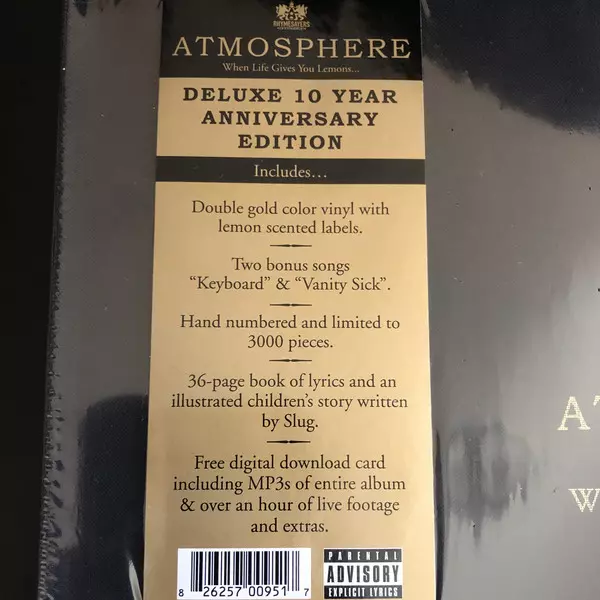 RHYMESAYERS
ATMOSPHERE
When Life Gives You Lemons...
DELUXE 10 YEAR
ANNIVERSARY
EDITION
Includes...
Double gold color vinyl with
lemon scented labels.
Two bonus songs
“Keyboard” & “Vanity Sick”.
Hand numbered and limited to
3000 pieces.
36-page book of lyrics and an
illustrated children’s story written
by Slug.
Free digital download card
including MP3s of entire album
& over an hour of live footage
and extras.
8 26257 00951 7
PARENTAL
ADVISORY
EXPLICIT LYRICS
AT
W